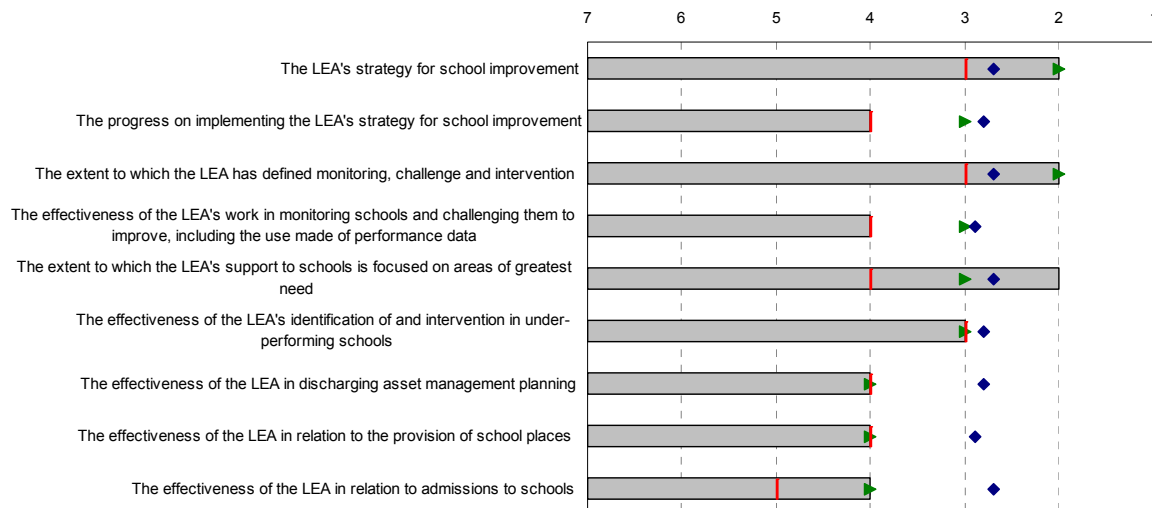 7 6 5 4 3 2 1
The LEA's strategy for school improvement
The progress on implementing the LEA's strategy for school improvement
The extent to which the LEA has defined monitoring, challenge and intervention
The effectiveness of the LEA's work in monitoring schools and challenging them to
improve, including the use made of performance data
The extent to which the LEA's support to schools is focused on areas of greatest
need
The effectiveness of the LEA's identification of and intervention in under-
performing schools
The effectiveness of the LEA in discharging asset management planning
The effectiveness of the LEA in relation to the provision of school places
The effectiveness of the LEA in relation to admissions to schools